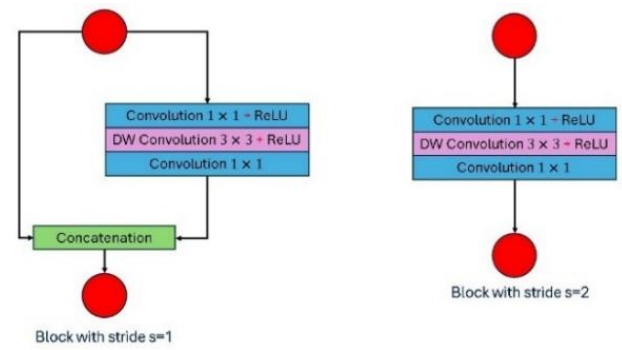 Convolution 1 × 1 + ReLU
DW Convolution 3 × 3 + ReLU
Convolution 1 × 1
Concatenation
Block with stride s=1
Convolution 1 × 1 + ReLU
DW Convolution 3 × 3 + ReLU
Convolution 1 × 1
Block with stride s=2